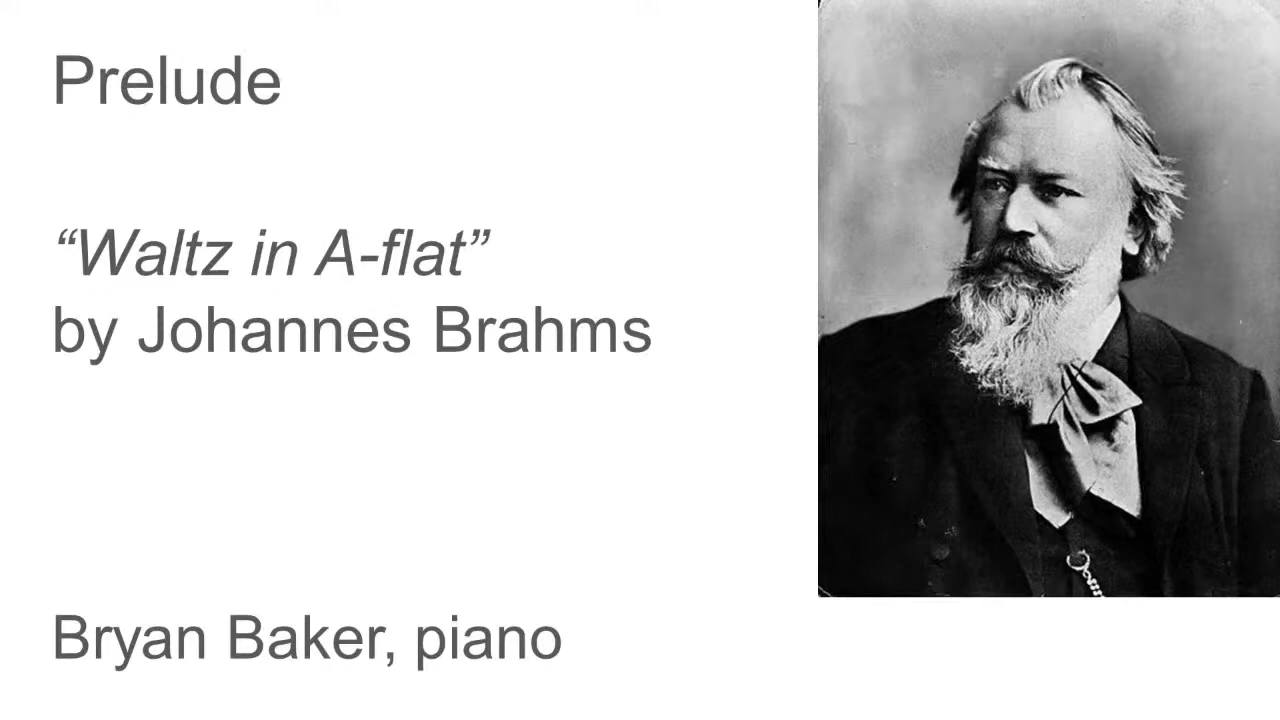 Prelude
“Waltz in A-flat”
by Johannes Brahms
Bryan Baker, piano